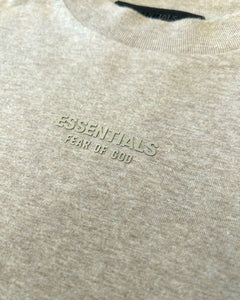 ESSENTIALS
FEAR OF GOD